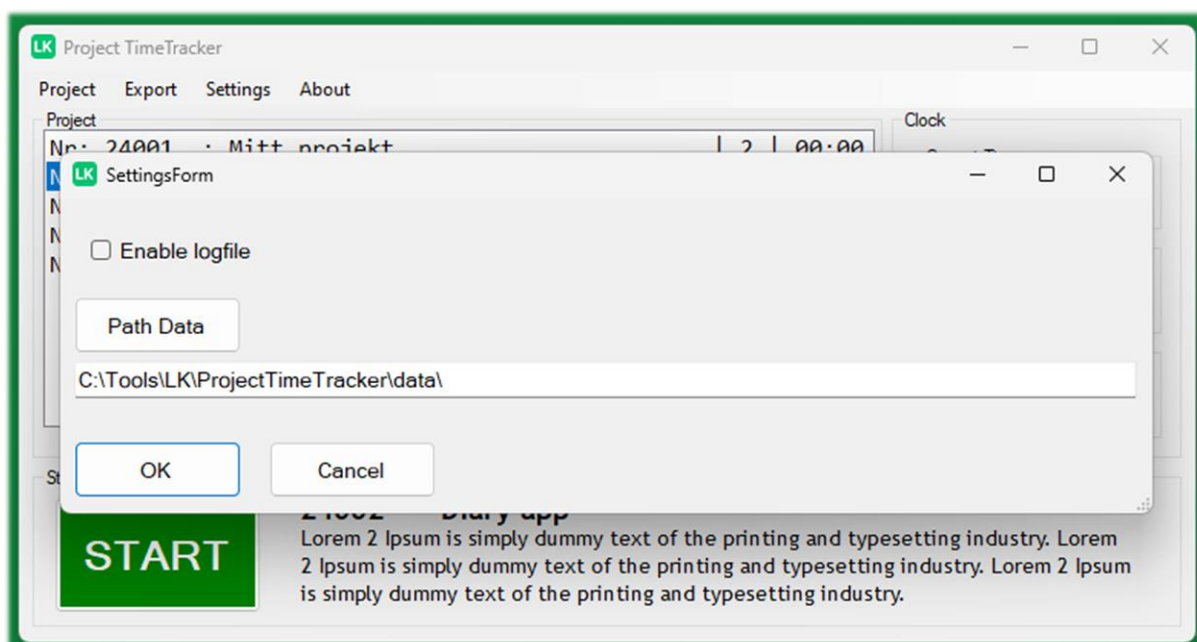 LK Project TimeTracker
Project Export Settings About
Project
Clock
Nr: 24001 : Mitt projekt | 2 | 00:00
LK SettingsForm
N
N
N
N
Enable logfile
Path Data
C:\Tools\LK\ProjectTimeTracker\data\
OK Cancel
St
24002 Diary app
START
Lorem 2 Ipsum is simply dummy text of the printing and typesetting industry. Lorem
2 Ipsum is simply dummy text of the printing and typesetting industry. Lorem 2 Ipsum
is simply dummy text of the printing and typesetting industry.